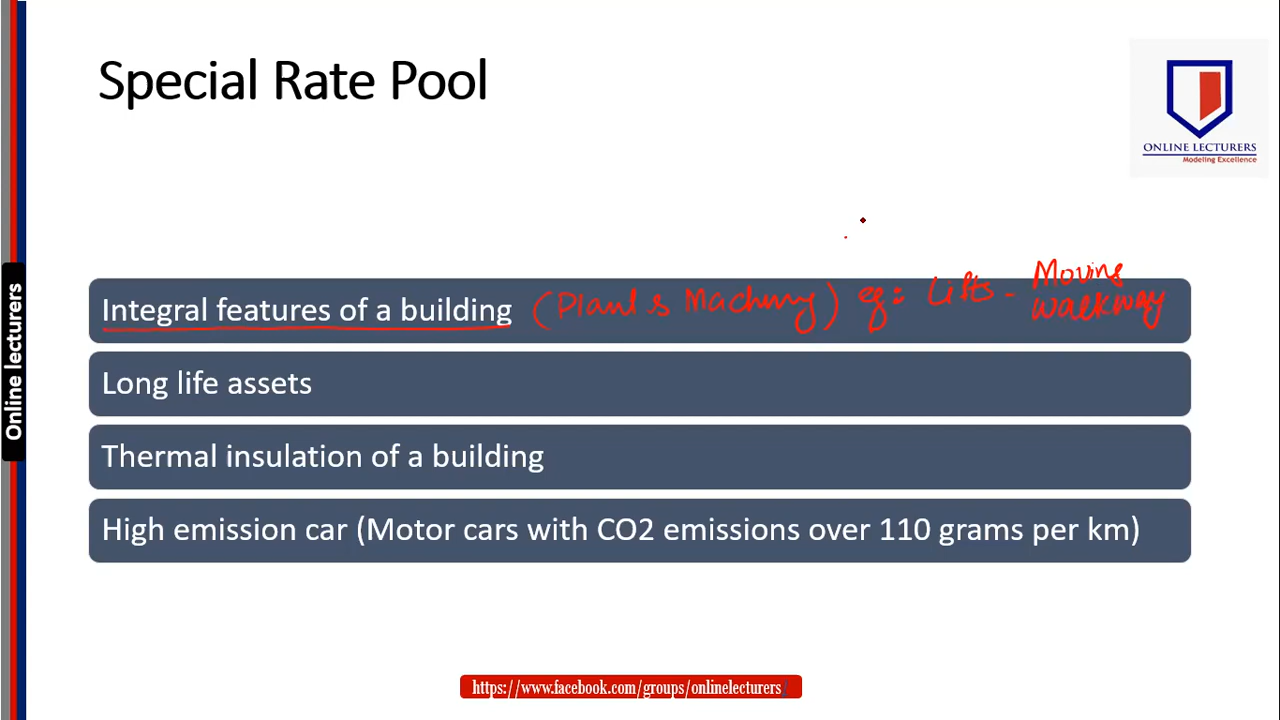 Special Rate Pool
ONLINE LECTURERS
Modeling Excellence
Integral features of a building (Plant & Machinery) eg: Lifts - Moving walkway
Long life assets
Thermal insulation of a building
High emission car (Motor cars with CO2 emissions over 110 grams per km)
Online lecturers
https://www.facebook.com/groups/onlinelecturers/